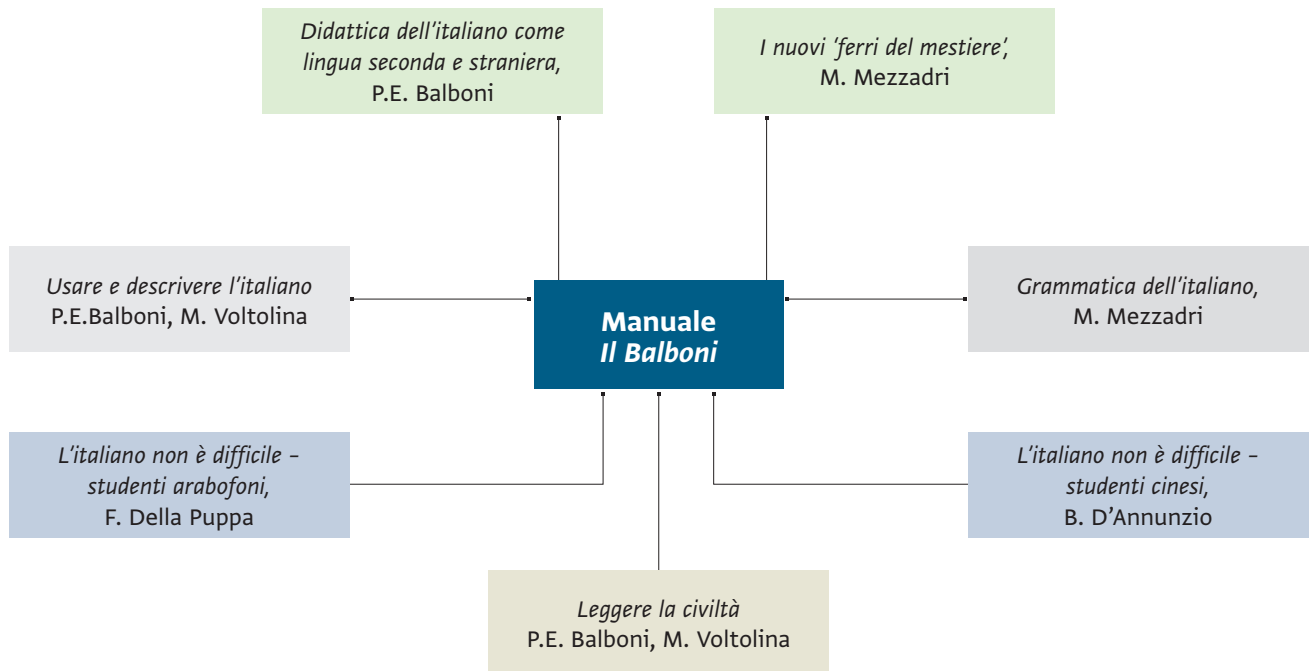 Didattica dell'italiano come
lingua seconda e straniera,
P.E. Balboni
I nuovi 'ferri del mestiere',
M. Mezzadri
Usare e descrivere l'italiano
P.E.Balboni, M. Voltolina
Manuale
Il Balboni
Grammatica dell'italiano,
M. Mezzadri
L'italiano non è difficile –
studenti arabofoni,
F. Della Puppa
L'italiano non è difficile –
studenti cinesi,
B. D'Annunzio
Leggere la civiltà
P.E. Balboni, M. Voltolina